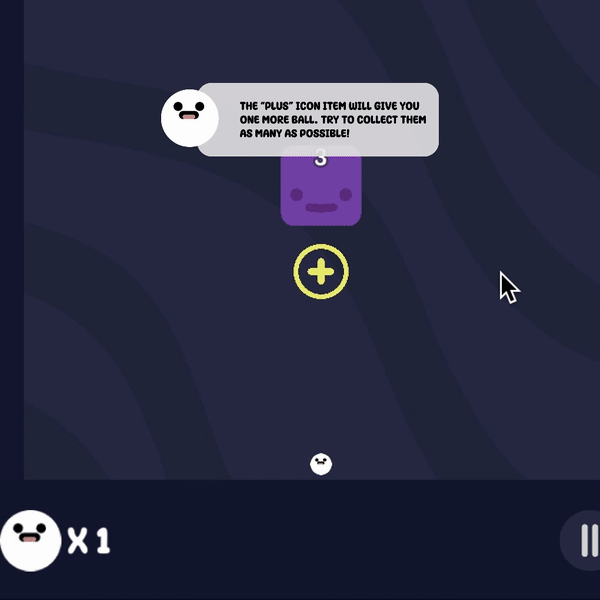 THE "PLUS" ICON ITEM WILL GIVE YOU
ONE MORE BALL. TRY TO COLLECT THEM
AS MANY AS POSSIBLE!
3
X 1